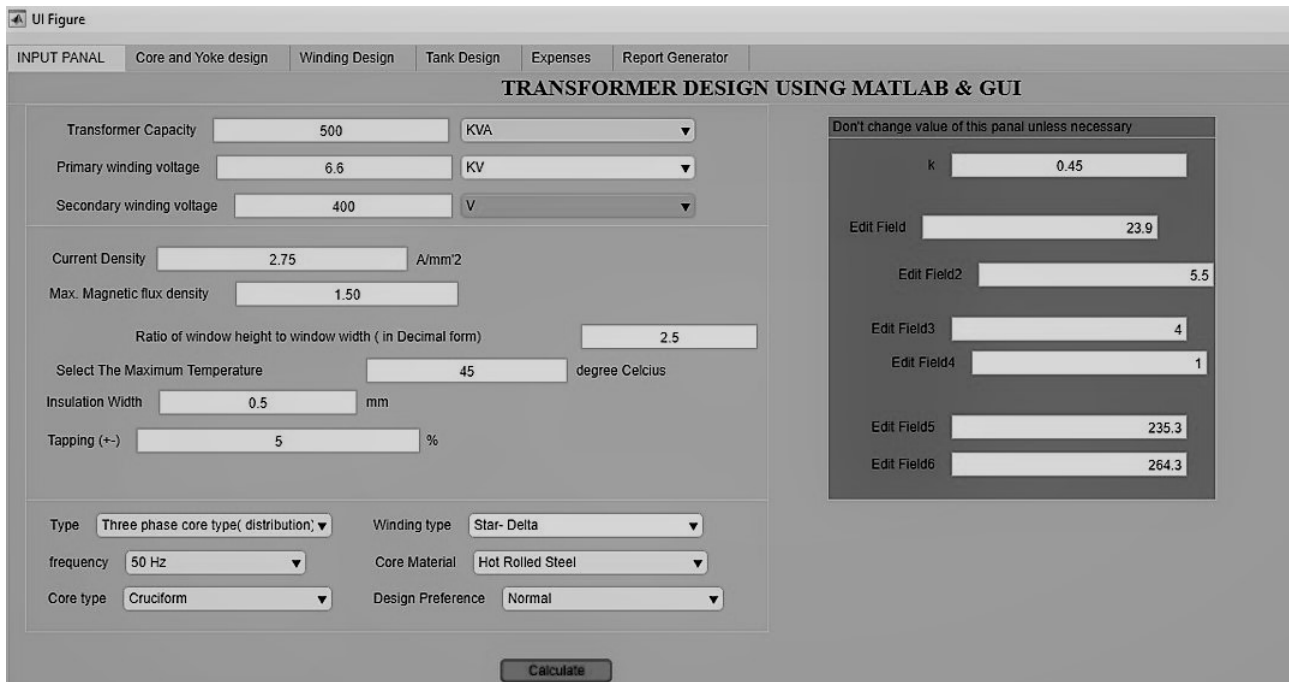 UI Figure
INPUT PANAL Core and Yoke design Winding Design Tank Design Expenses Report Generator
TRANSFORMER DESIGN USING MATLAB & GUI
Transformer Capacity 500 KVA
Primary winding voltage 6.6 KV
Secondary winding voltage 400 V
Current Density 2.75 A/mm'2
Max. Magnetic flux density 1.50
Ratio of window height to window width ( in Decimal form) 2.5
Select The Maximum Temperature 45 degree Celcius
Insulation Width 0.5 mm
Tapping (+-) 5 %
Type Three phase core type( distribution) Winding type Star- Delta
frequency 50 Hz Core Material Hot Rolled Steel
Core type Cruciform Design Preference Normal
Don't change value of this panal unless necessary
k 0.45
Edit Field 23.9
Edit Field2 5.5
Edit Field3 4
Edit Field4 1
Edit Field5 235.3
Edit Field6 264.3
Calculate